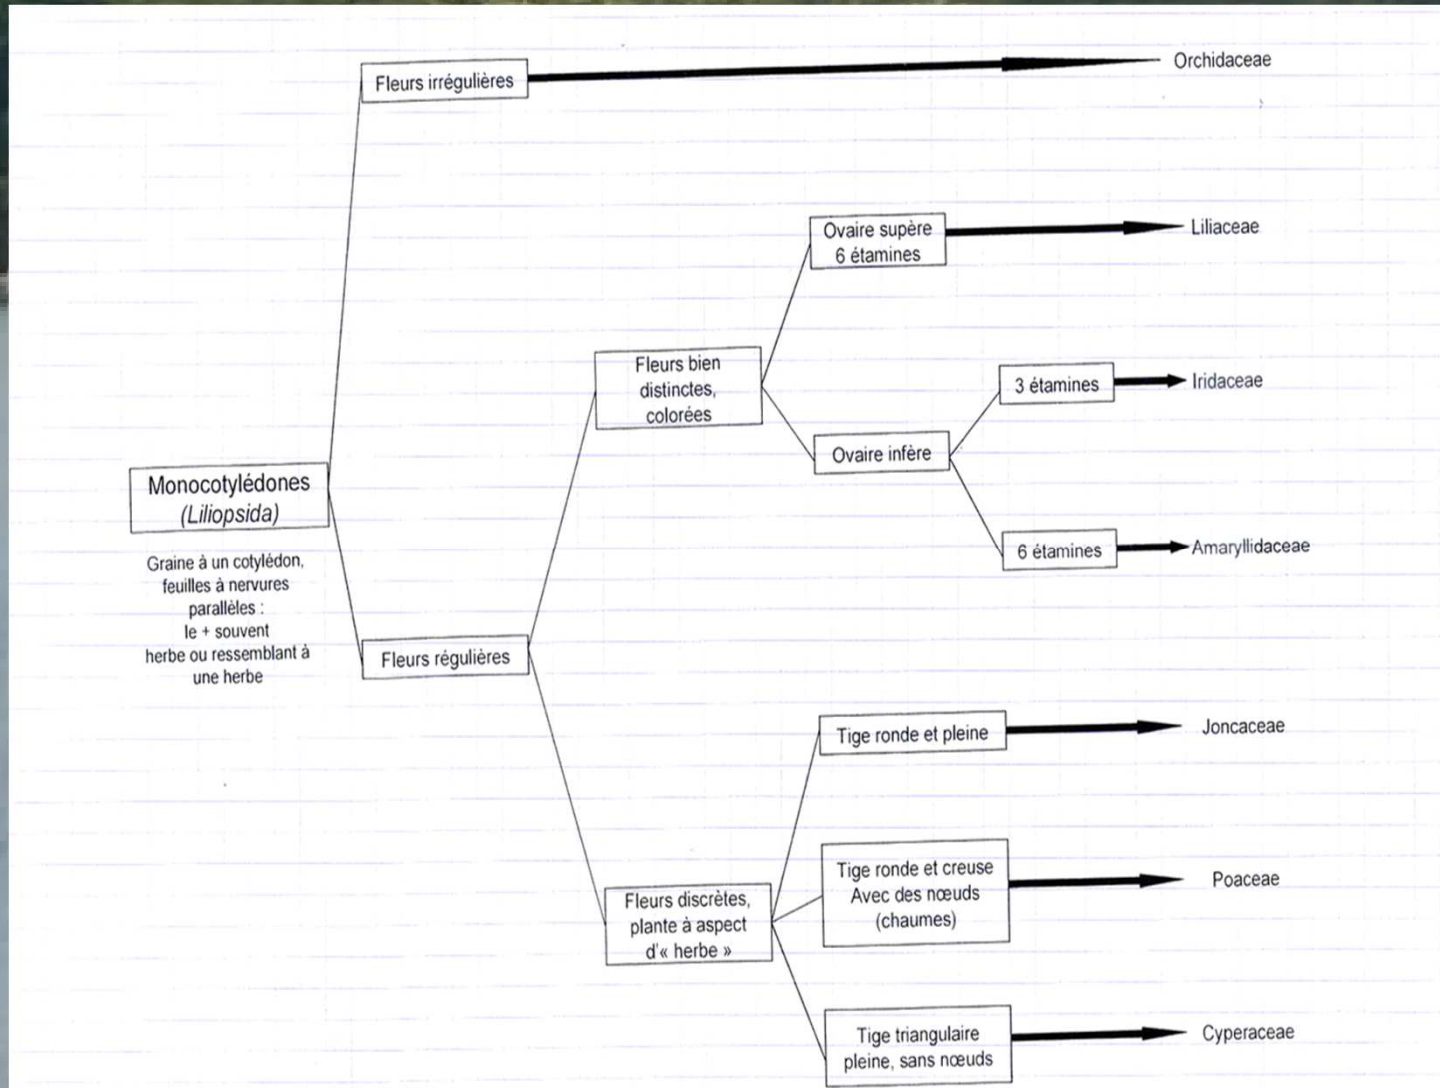 Fleurs irrégulières
Orchidaceae
Ovaire supère
6 étamines
Liliaceae
Fleurs bien
distinctes,
colorées
3 étamines
Iridaceae
Ovaire infère
Monocotylédones
(Liliopsida)
6 étamines
Amaryllidaceae
Graine à un cotylédon,
feuilles à nervures
parallèles :
le + souvent
herbe ou ressemblant à
une herbe
Fleurs régulières
Tige ronde et pleine
Joncaceae
Tige ronde et creuse
Avec des nœuds
(chaumes)
Poaceae
Fleurs discrètes,
plante à aspect
d'« herbe »
Tige triangulaire
pleine, sans nœuds
Cyperaceae